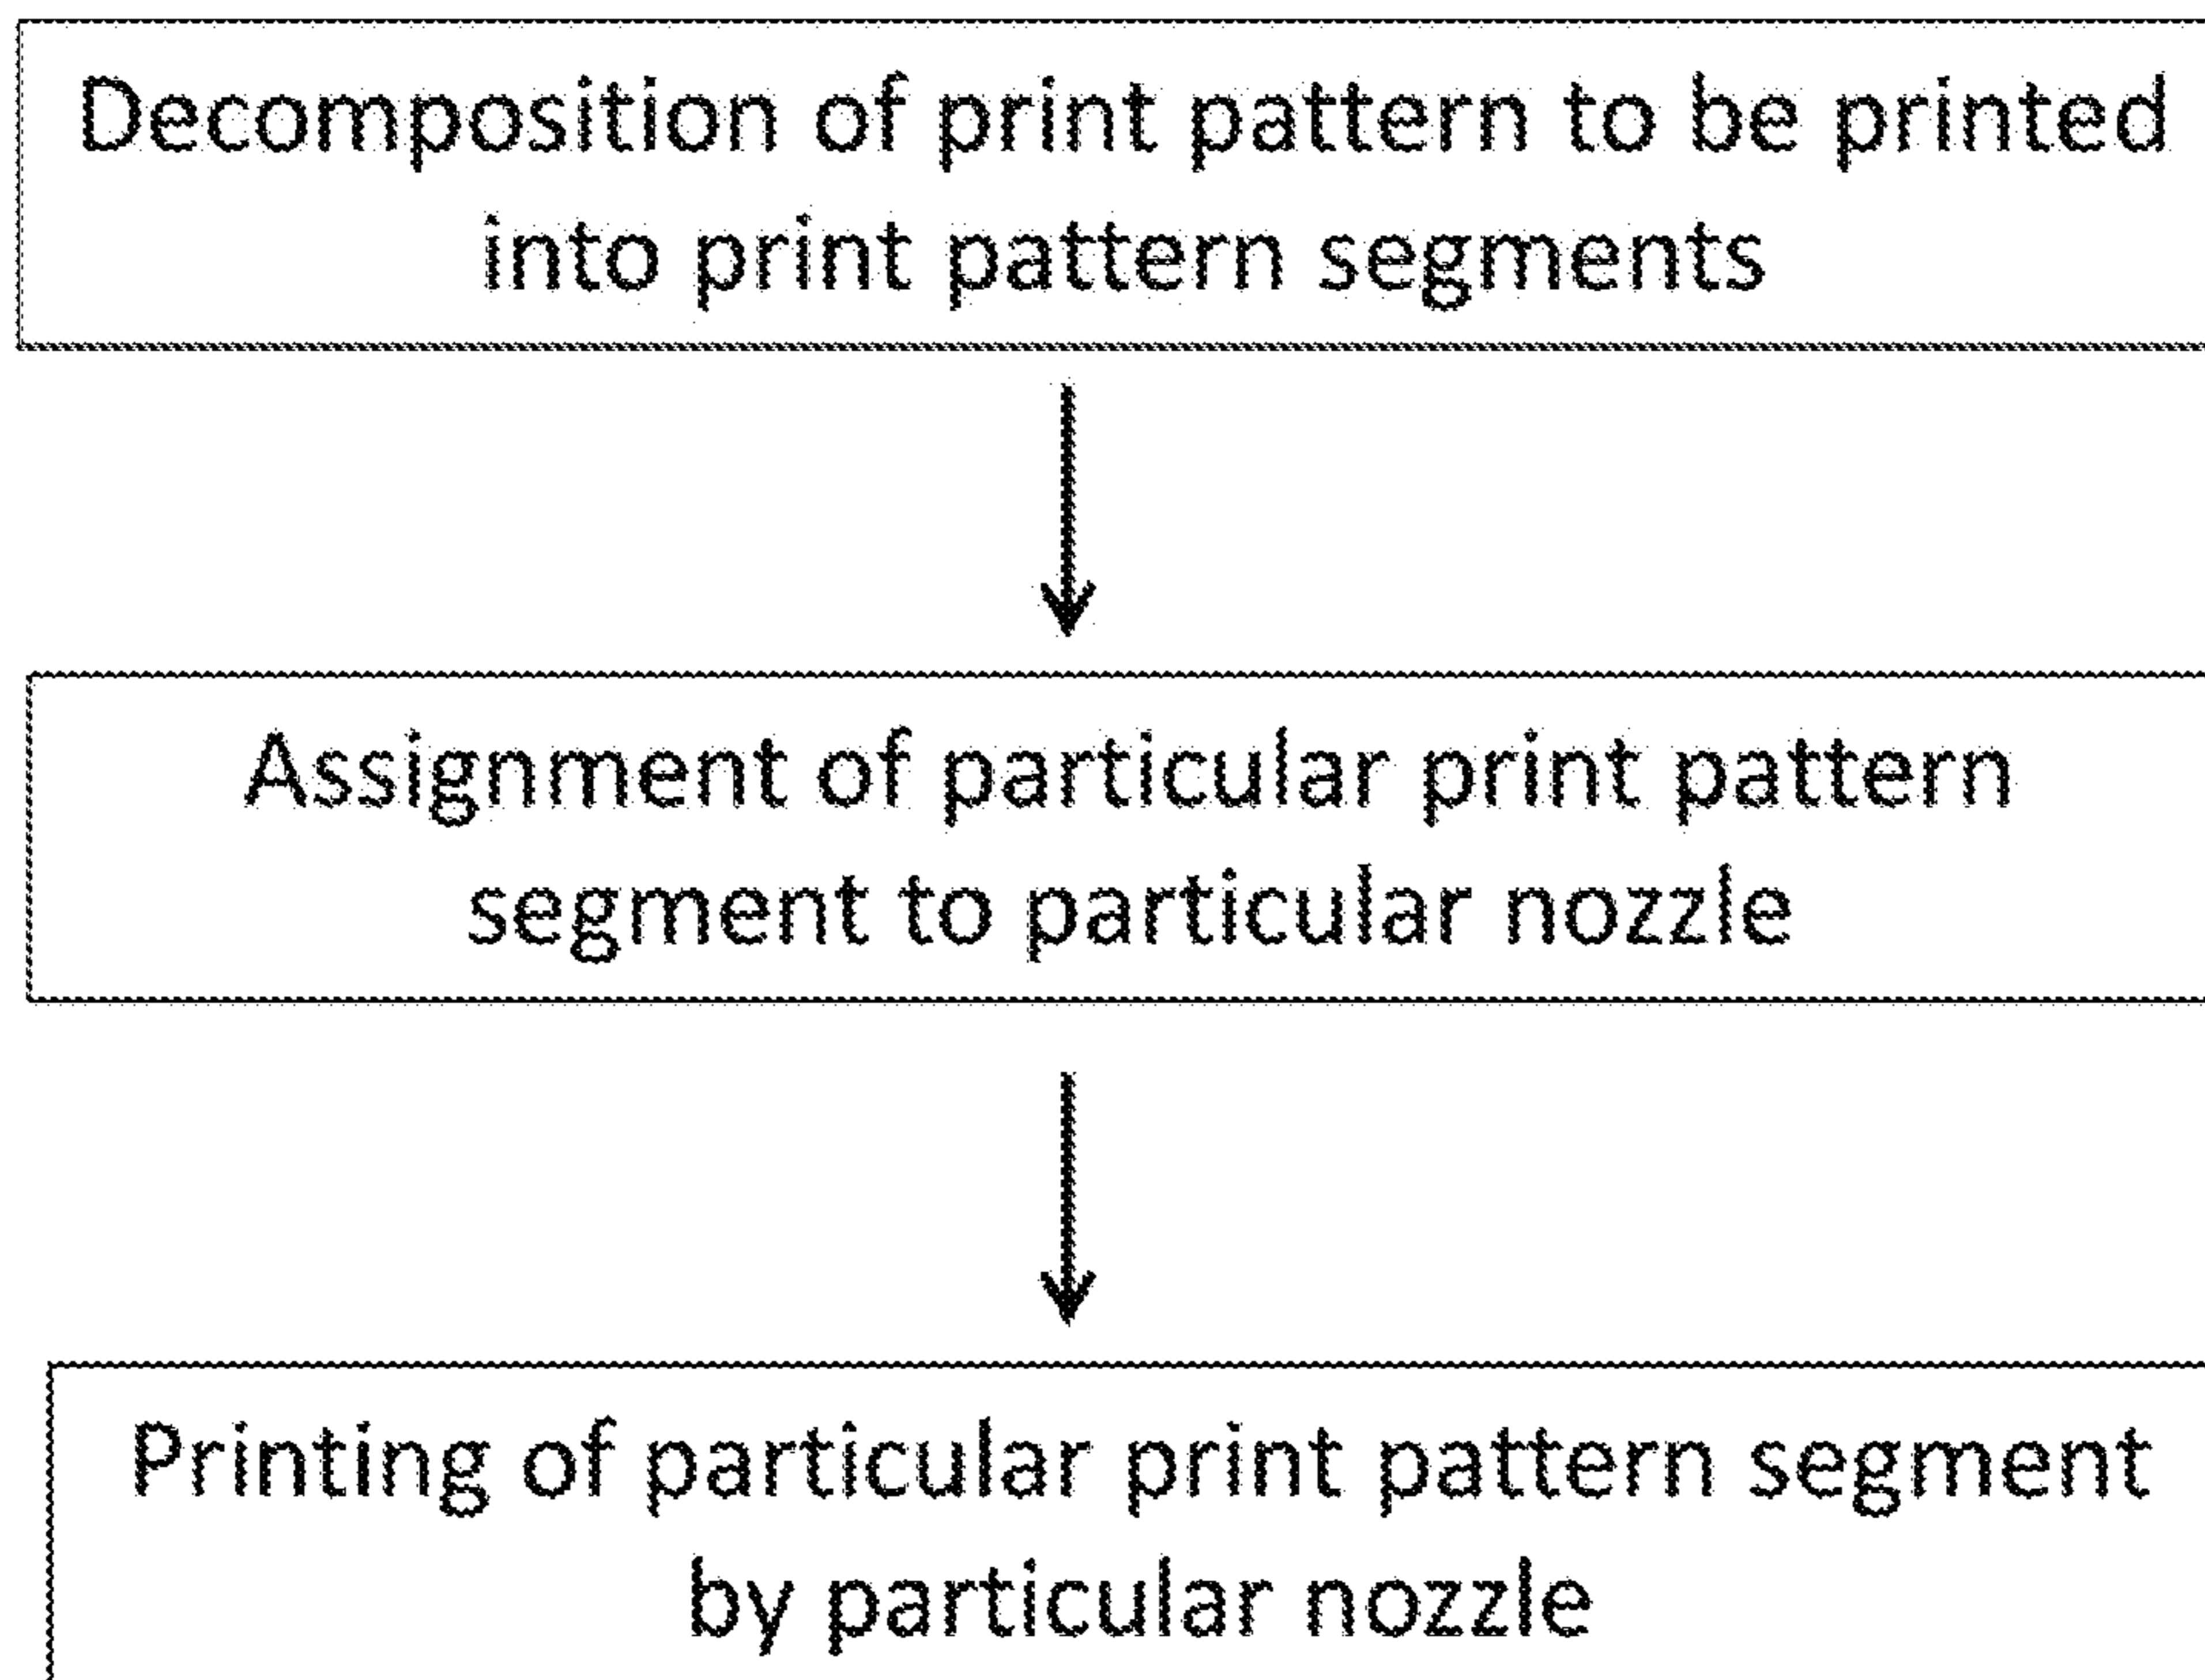 Decomposition of print pattern to be printed
into print pattern segments
Assignment of particular print pattern
segment to particular nozzle
Printing of particular print pattern segment
by particular nozzle